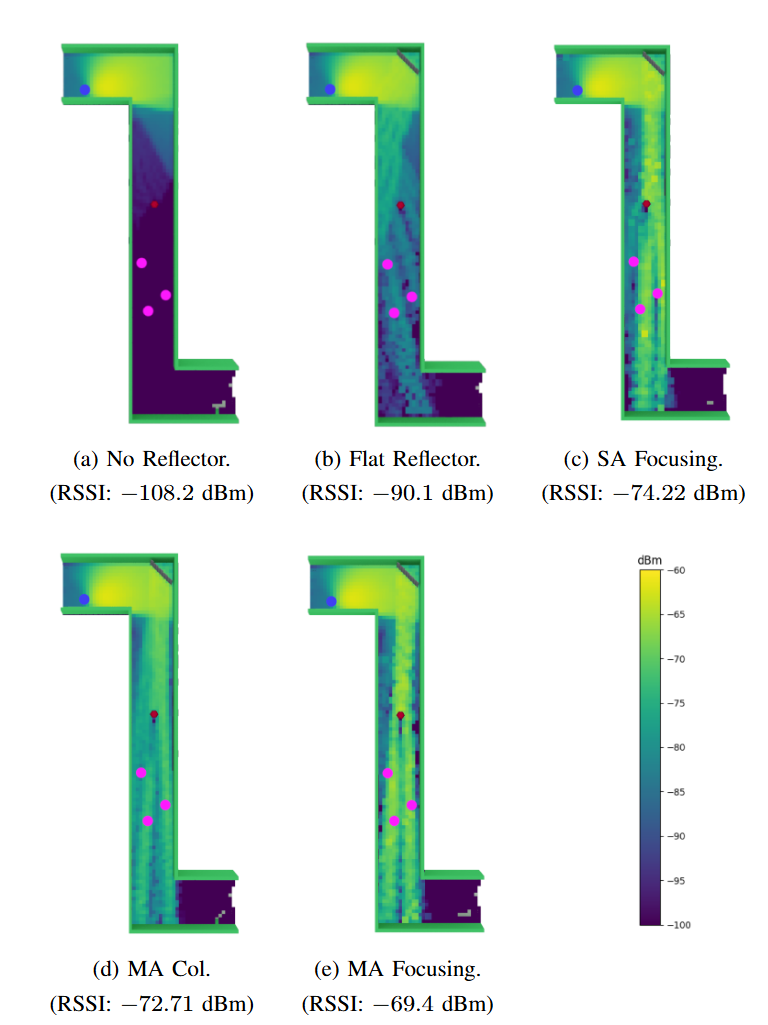 (a) No Reflector.
(RSSI: −108.2 dBm)
(b) Flat Reflector.
(RSSI: −90.1 dBm)
(c) SA Focusing.
(RSSI: −74.22 dBm)
(d) MA Col.
(RSSI: −72.71 dBm)
(e) MA Focusing.
(RSSI: −69.4 dBm)
dBm
−60
−65
−70
−75
−80
−85
−90
−95
−100